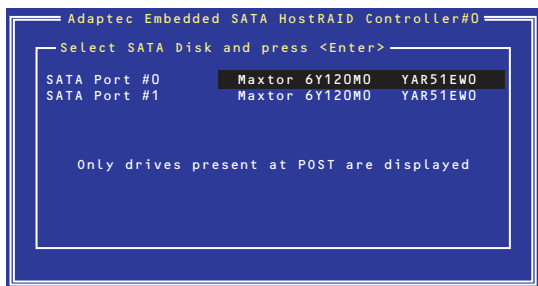 Adaptec Embedded SATA HostRAID Controller#0
Select SATA Disk and press <Enter>
SATA Port #0 Maxtor 6Y120M0 YAR51EW0
SATA Port #1 Maxtor 6Y120M0 YAR51EW0
Only drives present at POST are displayed